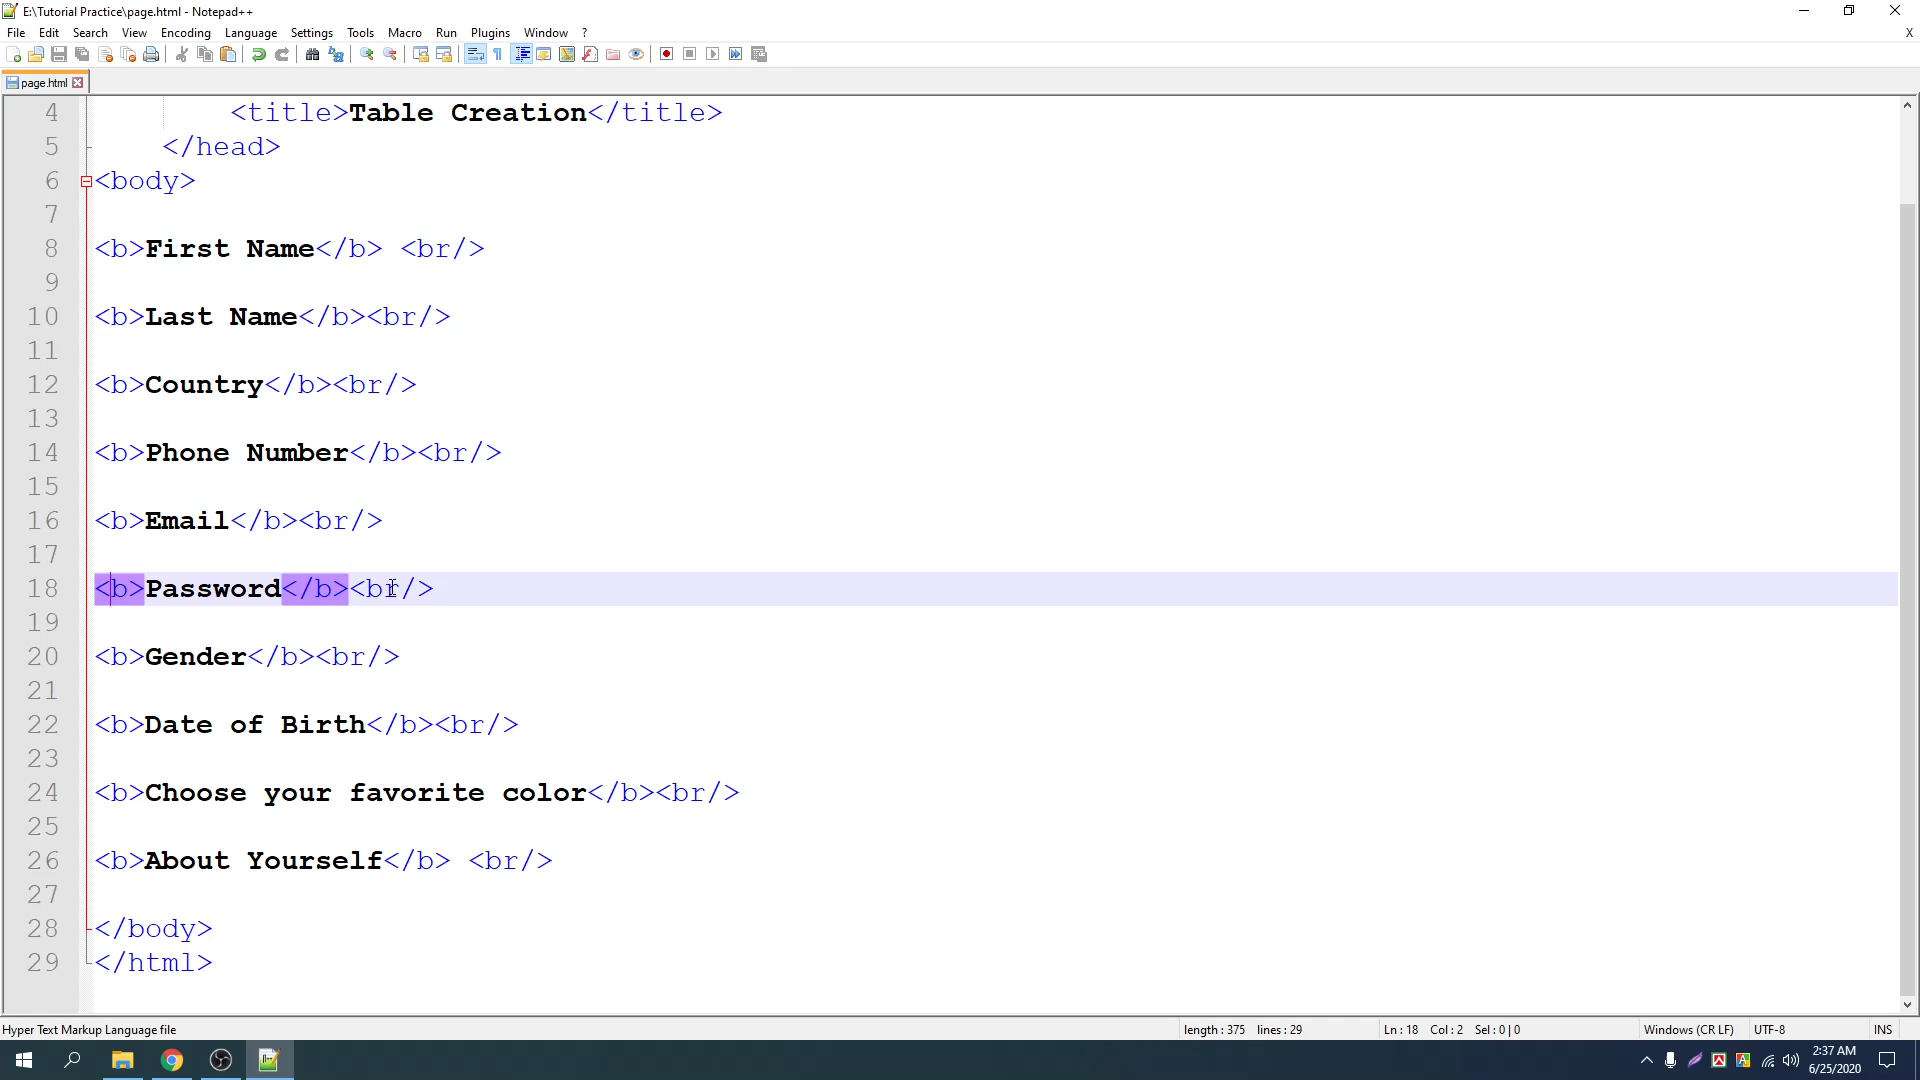 E:\Tutorial Practice\page.html - Notepad++
File Edit Search View Encoding Language Settings Tools Macro Run Plugins Window ? X
page.html
4 <title>Table Creation</title>
5 </head>
6 <body>
7
8 <b>First Name</b> <br/>
9
10 <b>Last Name</b><br/>
11
12 <b>Country</b><br/>
13
14 <b>Phone Number</b><br/>
15
16 <b>Email</b><br/>
17
18 <b>Password</b><br/>
19
20 <b>Gender</b><br/>
21
22 <b>Date of Birth</b><br/>
23
24 <b>Choose your favorite color</b><br/>
25
26 <b>About Yourself</b> <br/>
27
28 </body>
29 </html>
Hyper Text Markup Language file length : 375 lines : 29 Ln : 18 Col : 2 Sel : 0 | 0 Windows (CR LF) UTF-8 INS
2:37 AM
6/25/2020